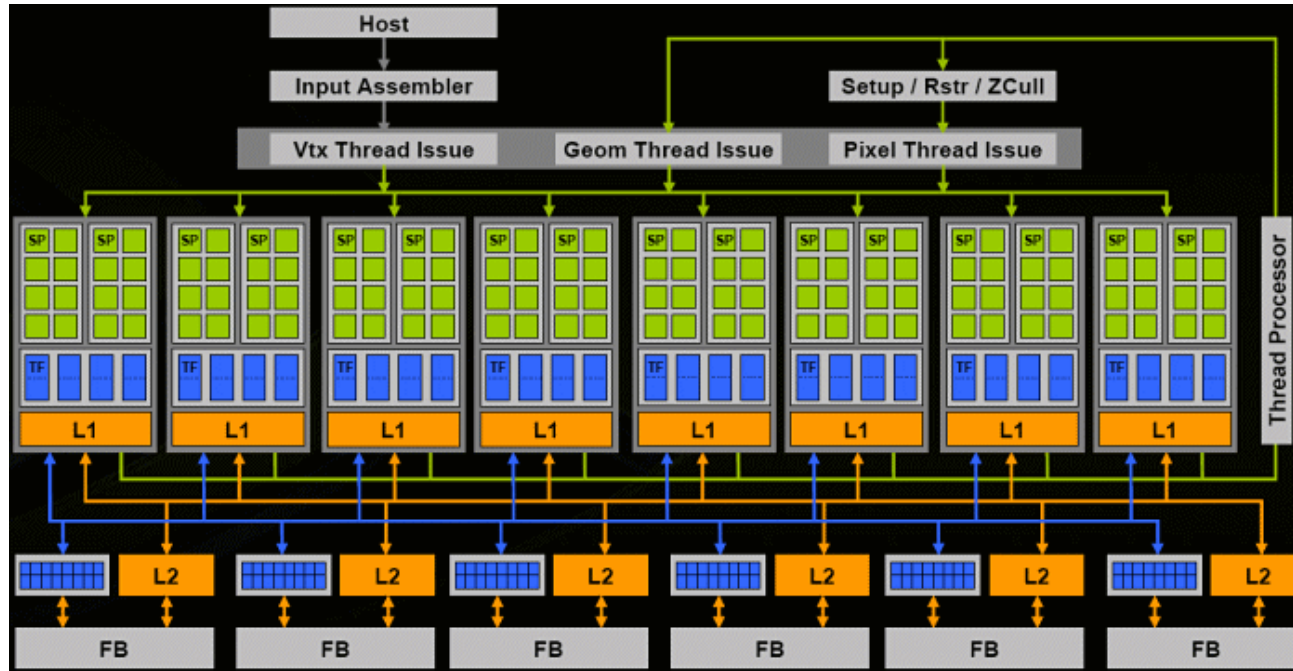 Host
Input Assembler
Setup / Rstr / ZCull
Vtx Thread Issue
Geom Thread Issue
Pixel Thread Issue
SP SP SP SP SP SP SP SP SP SP SP SP SP SP SP SP
Thread Processor
TF TF TF TF TF TF TF TF
L1 L1 L1 L1 L1 L1 L1 L1
L2 L2 L2 L2 L2 L2
FB FB FB FB FB FB